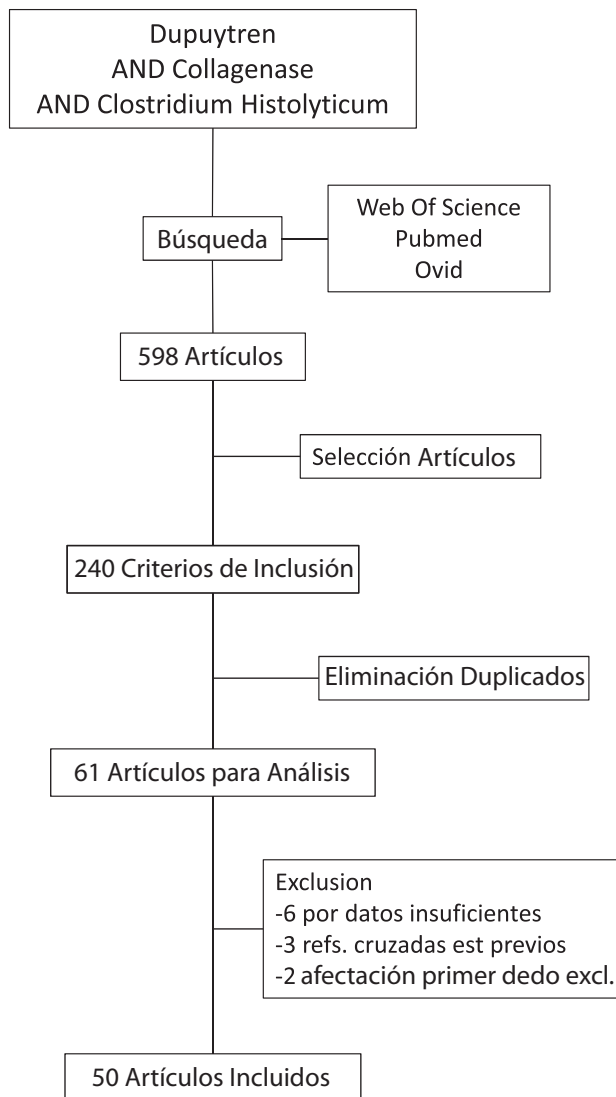 Dupuytren
AND Collagenase
AND Clostridium Histolyticum
Búsqueda
Web Of Science
Pubmed
Ovid
598 Artículos
Selección Artículos
240 Criterios de Inclusión
Eliminación Duplicados
61 Artículos para Análisis
Exclusion
-6 por datos insuficientes
-3 refs. cruzadas est previos
-2 afectación primer dedo excl.
50 Artículos Incluidos